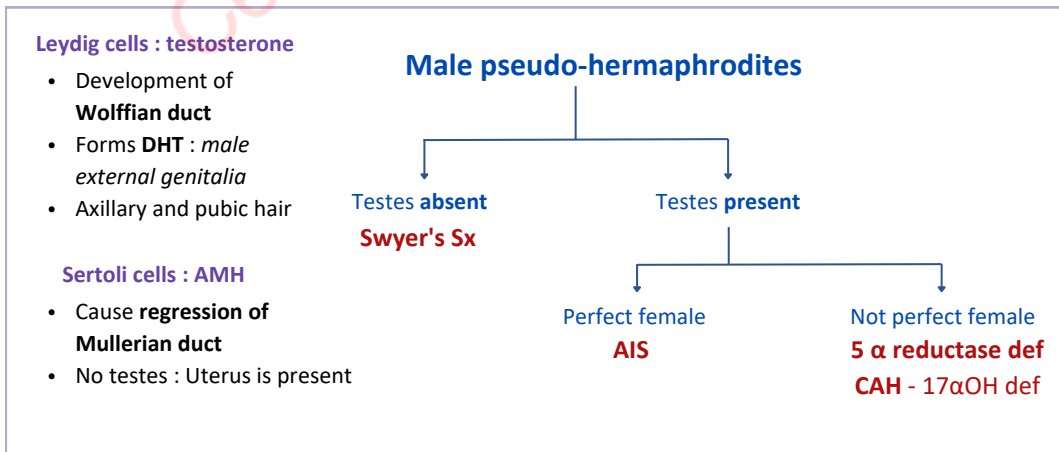 Leydig cells : testosterone
• Development of
Wolffian duct
• Forms DHT : male
external genitalia
• Axillary and pubic hair
Sertoli cells : AMH
• Cause regression of
Mullerian duct
• No testes : Uterus is present
Male pseudo-hermaphrodites
Testes absent
Swyer's Sx
Testes present
Perfect female
AIS
Not perfect female
5 α reductase def
CAH - 17αOH def